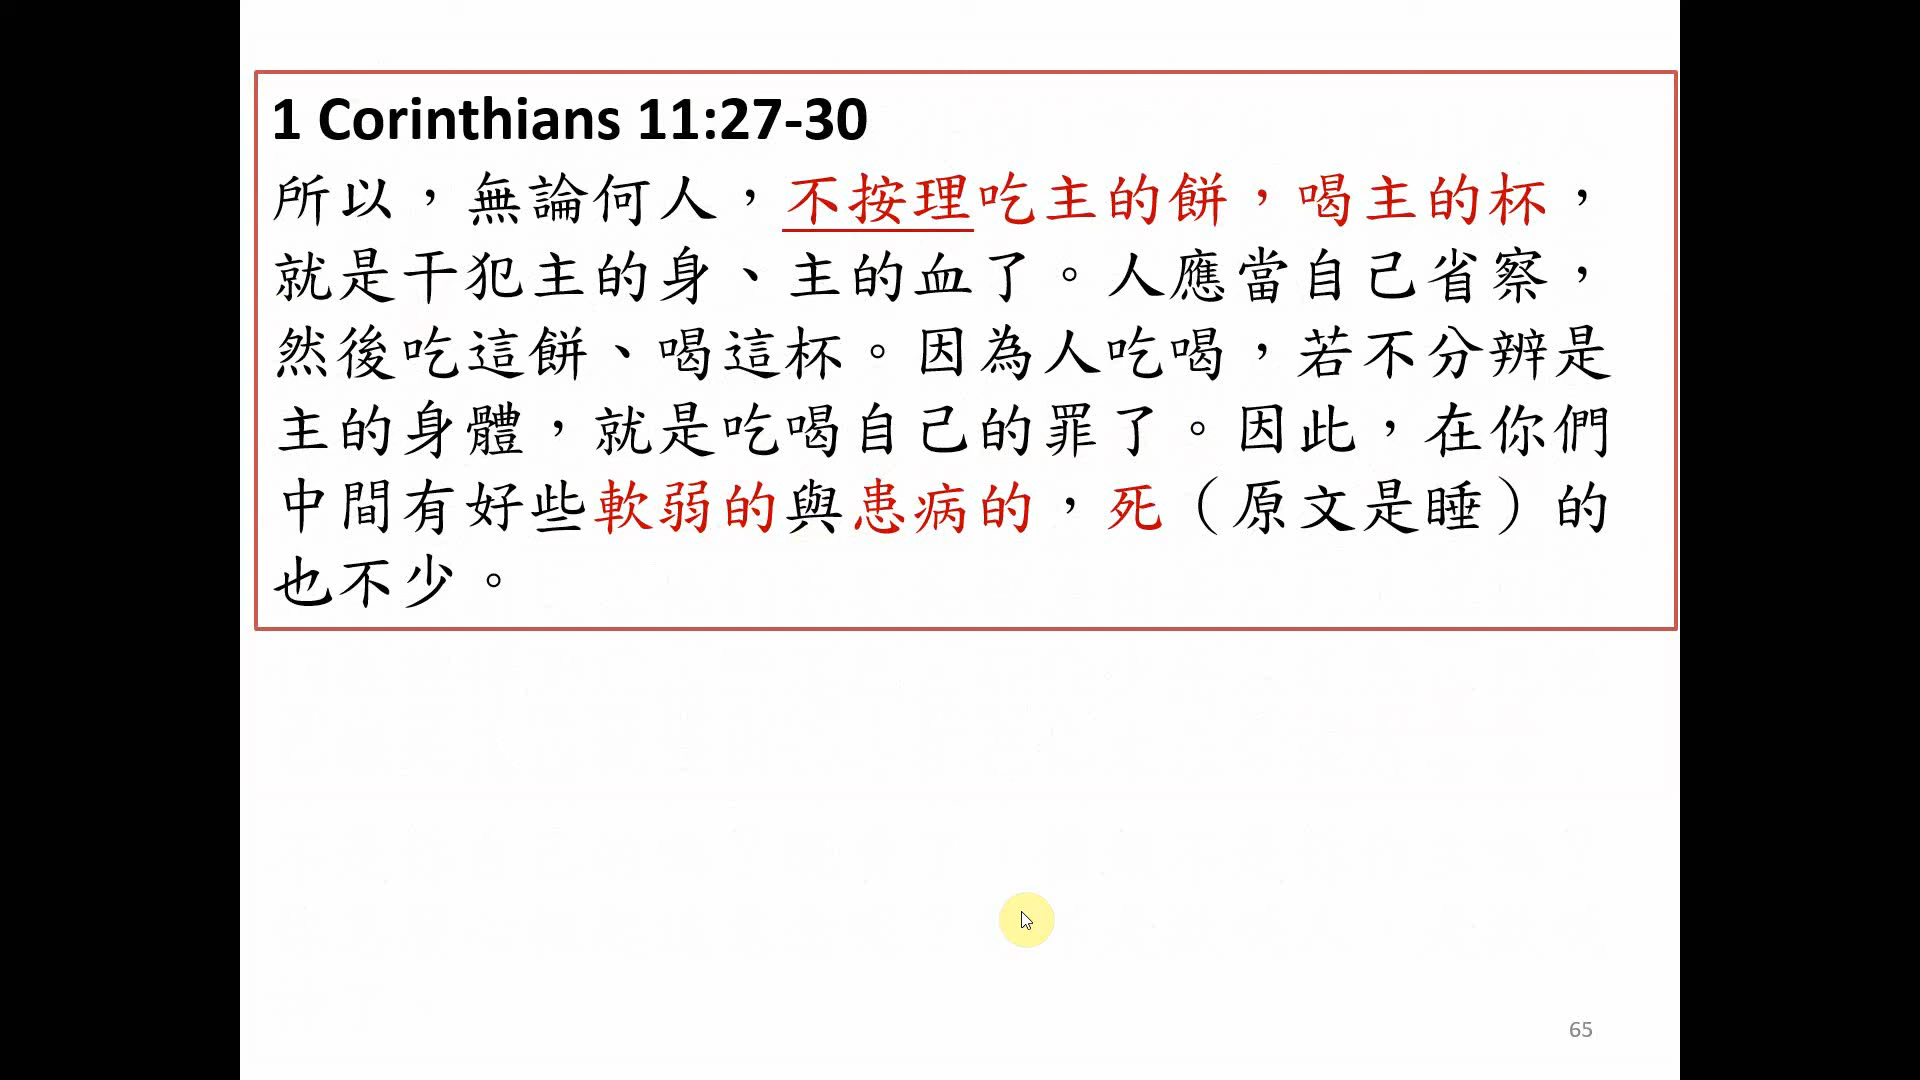 1 Corinthians 11:27-30
所以，無論何人，不按理吃主的餅，喝主的杯，
就是干犯主的身、主的血了。人應當自己省察，
然後吃這餅、喝這杯。因為人吃喝，若不分辨是
主的身體，就是吃喝自己的罪了。因此，在你們
中間有好些軟弱的與患病的，死（原文是睡）的
也不少。
65